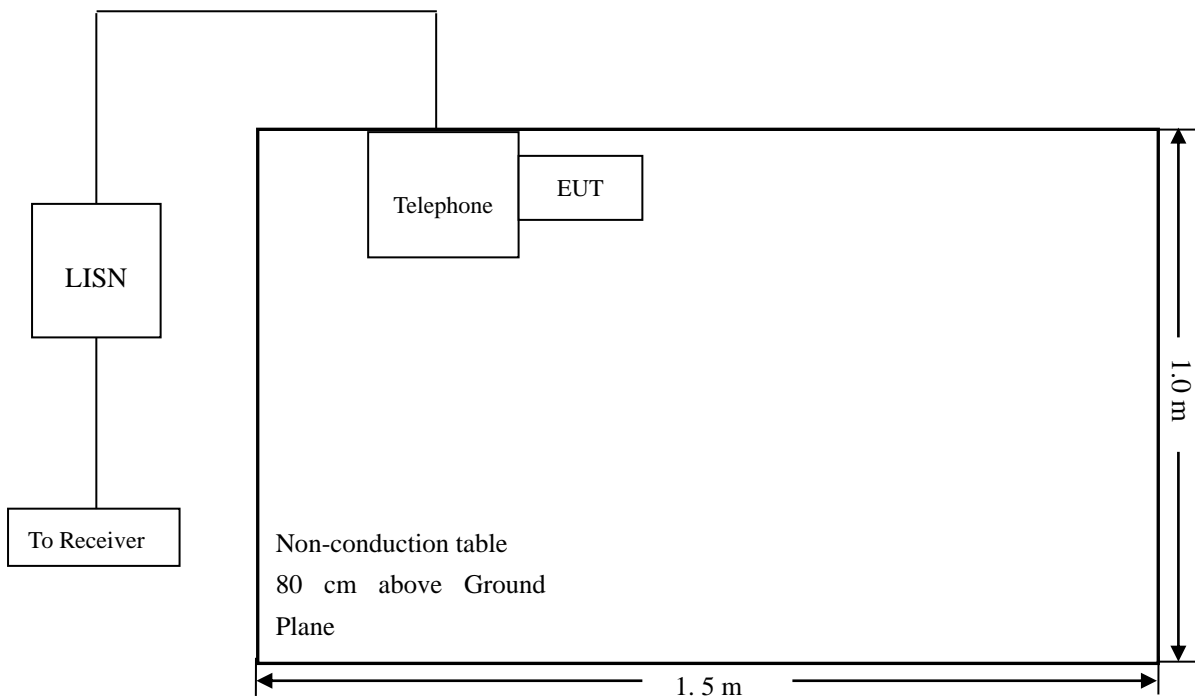 EUT
Telephone
LISN
1.0 m
To Receiver
Non-conduction table
80 cm above Ground
Plane
1. 5 m